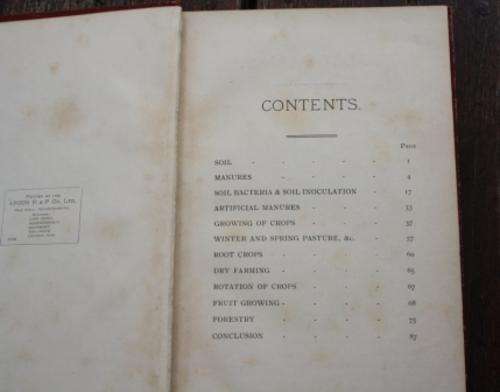 CONTENTS.
PAGE
SOIL - - - - - 1
MANURES - - - - - 4
SOIL BACTERIA & SOIL INOCULATION - - 17
ARTIFICIAL MANURES - - - 33
GROWING OF CROPS - - - 37
WINTER AND SPRING PASTURE, &c. - - 57
ROOT CROPS - - - - 60
DRY FARMING - - - - 65
ROTATION OF CROPS - - - 67
FRUIT GROWING - - - - 68
FORESTRY - - - - 75
CONCLUSION - - - - 87